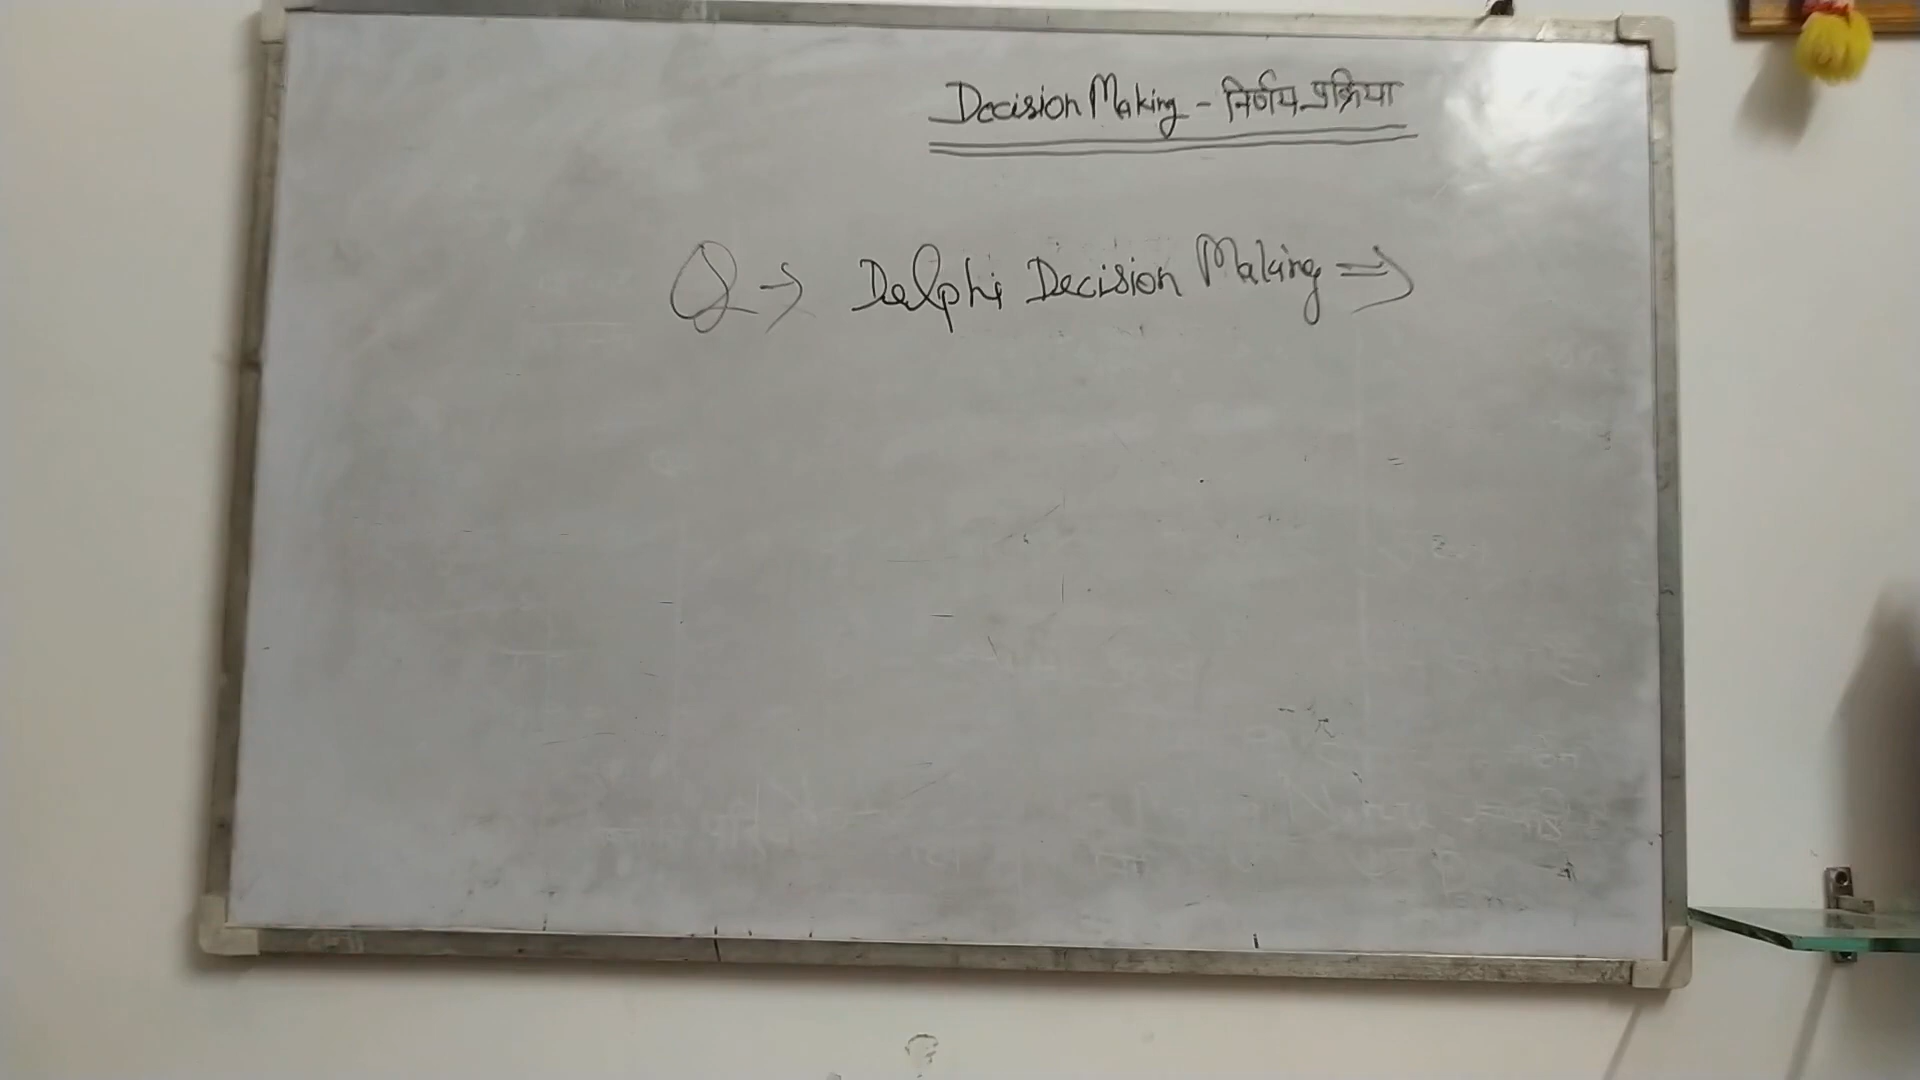 Decision Making - निर्णय प्रक्रिया
Q → Delphi Decision Making ⇒